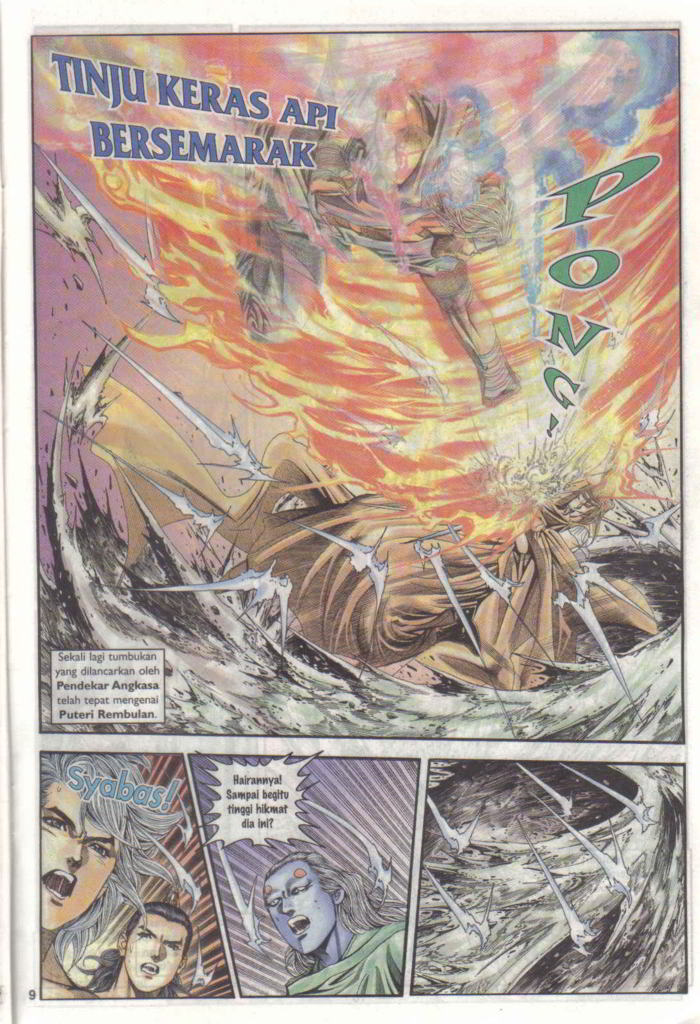 TINJU KERAS API
BERSEMARAK
PONG!
Sekali lagi tumbukan
yang dilancarkan oleh
Pendekar Angkasa
telah tepat mengenai
Puteri Rembulan.
Syabas!
Hairannya!
Sampai begitu
tinggi hikmat
dia ini?
9